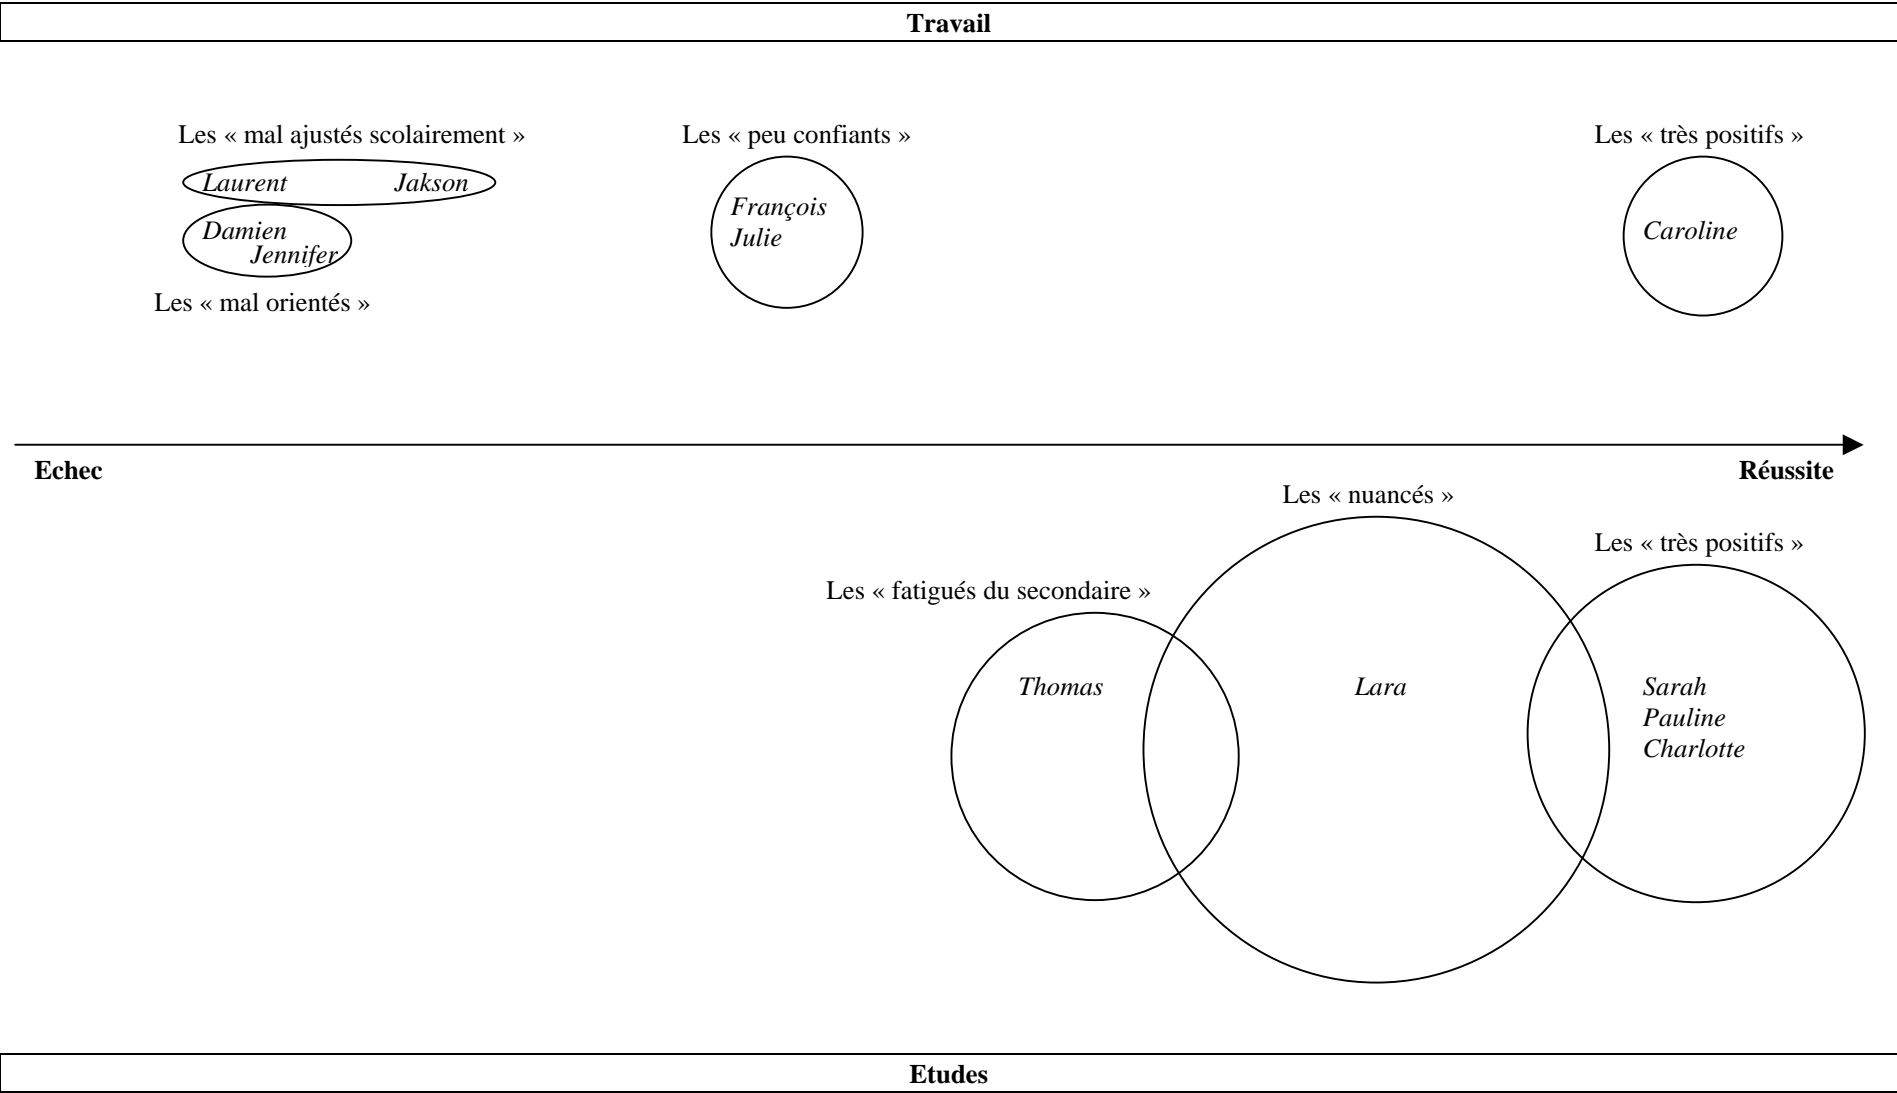 Travail
Les « mal ajustés scolairement »
Les « peu confiants »
Les « très positifs »
Laurent
Jakson
François
Julie
Caroline
Damien
Jennifer
Les « mal orientés »
Echec
Réussite
Les « nuancés »
Les « très positifs »
Les « fatigués du secondaire »
Thomas
Lara
Sarah
Pauline
Charlotte
Etudes